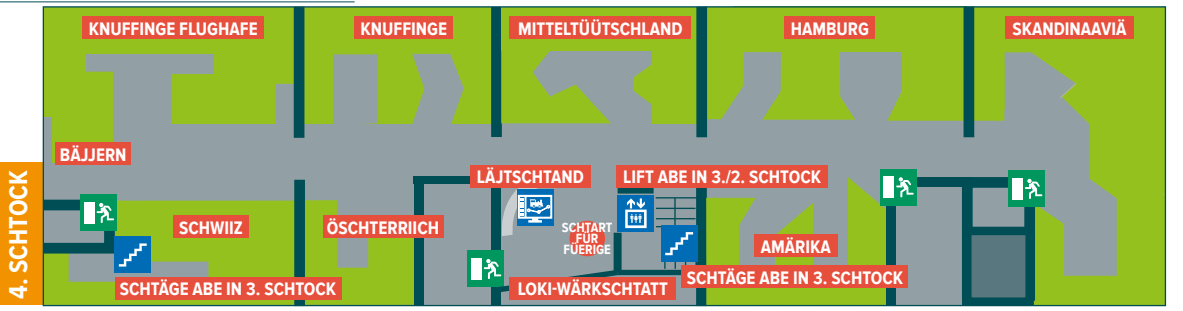 KNUFFINGE FLUGHAFE
KNUFFINGE
MITTELTÜÜTSCHLAND
HAMBURG
SKANDINAAVIÄ
BÄJJERN
LÄJTSCHTAND
LIFT ABE IN 3./2. SCHTOCK
4. SCHTOCK
SCHWIIZ
ÖSCHTERRIICH
SCHTART
FÜR
FÜERIGE
AMÄRIKA
SCHTÄGE ABE IN 3. SCHTOCK
LOKI-WÄRKSCHTATT
SCHTÄGE ABE IN 3. SCHTOCK